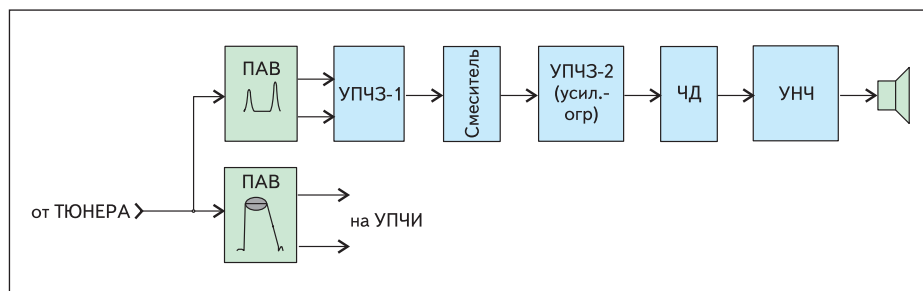 ПАВ
УПЧЗ-1
Смеситель
УПЧЗ-2
(усил.-
огр)
ЧД
УНЧ
ПАВ
от ТЮНЕРА
на УПЧИ